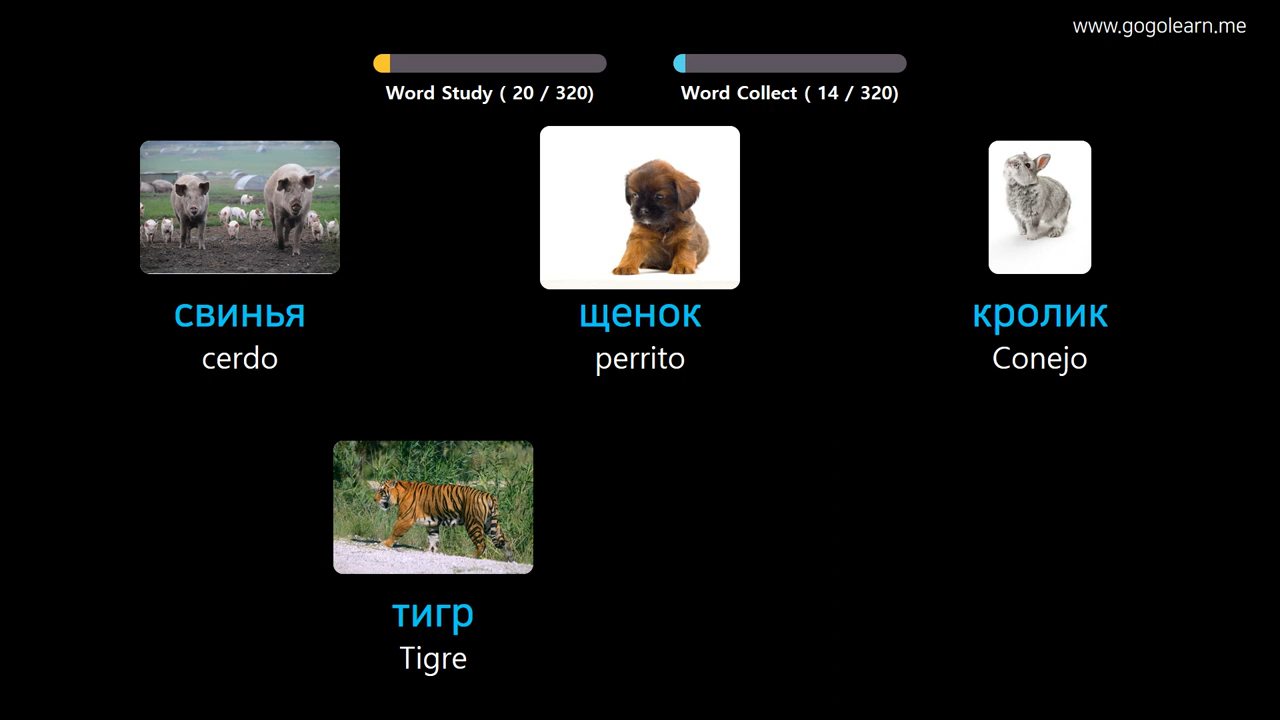 www.gogolearn.me
Word Study ( 20 / 320)
Word Collect ( 14 / 320)
свинья
cerdo
щенок
perrito
кролик
Conejo
тигр
Tigre